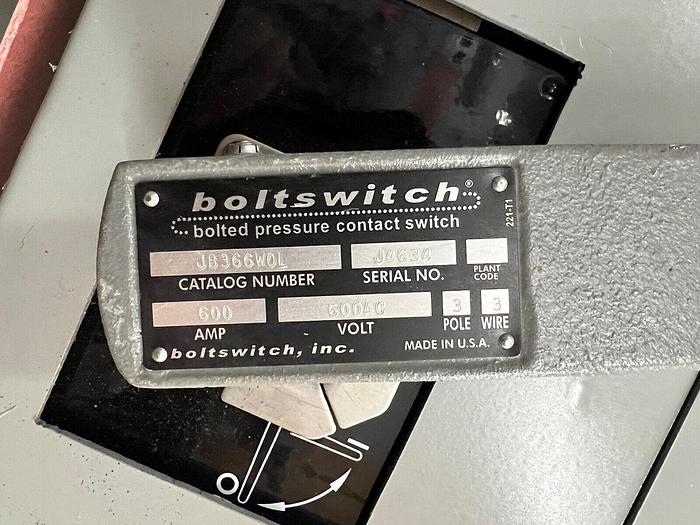 boltswitch®
bolted pressure contact switch
221-T1
JB366WOL
J4634
CATALOG NUMBER
SERIAL NO.
PLANT
CODE
600
600AC
3
3
AMP
VOLT
POLE
WIRE
boltswitch, inc.
MADE IN U.S.A.
O
I